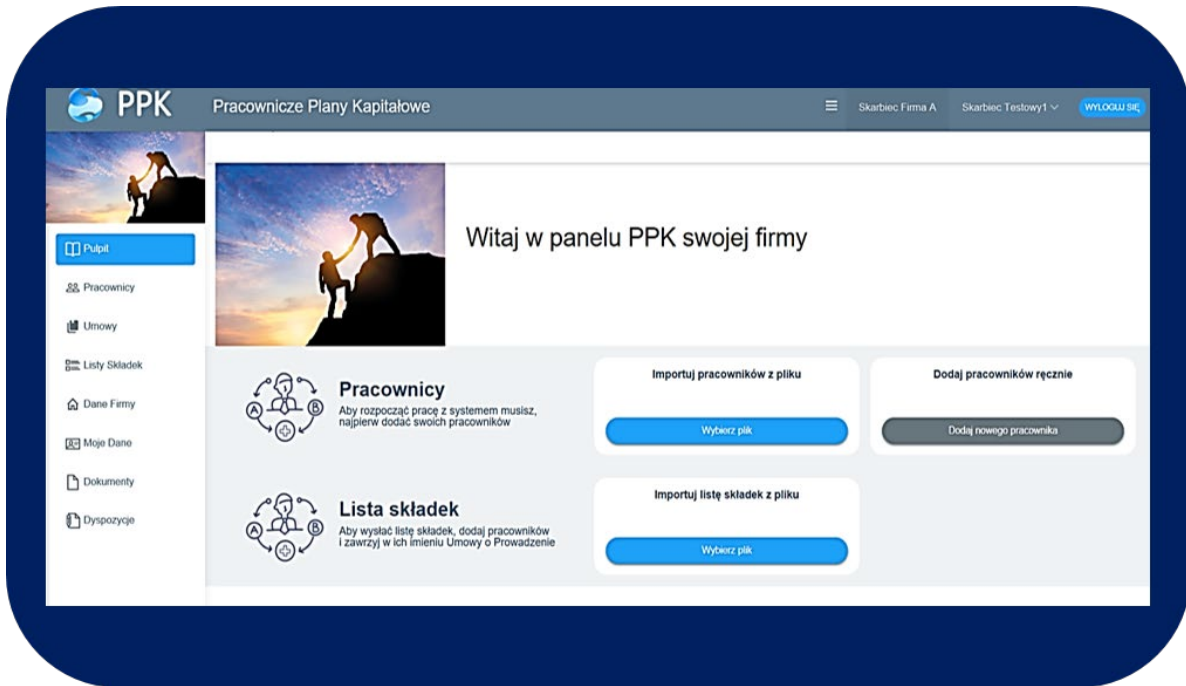 PPK
Pracownicze Plany Kapitałowe
Skarbiec Firma A
Skarbiec Testowy1
WYLOGUJ SIĘ
Pulpit
Pracownicy
Umowy
Listy Składek
Dane Firmy
Moje Dane
Dokumenty
Dyspozycje
Witaj w panelu PPK swojej firmy
A
B
Pracownicy
Aby rozpocząć pracę z systemem musisz,
najpierw dodać swoich pracowników
Importuj pracowników z pliku
Wybierz plik
Dodaj pracowników ręcznie
Dodaj nowego pracownika
A
B
Lista składek
Aby wysłać listę składek, dodaj pracowników
i zawrzyj w ich imieniu Umowy o Prowadzenie
Importuj listę składek z pliku
Wybierz plik